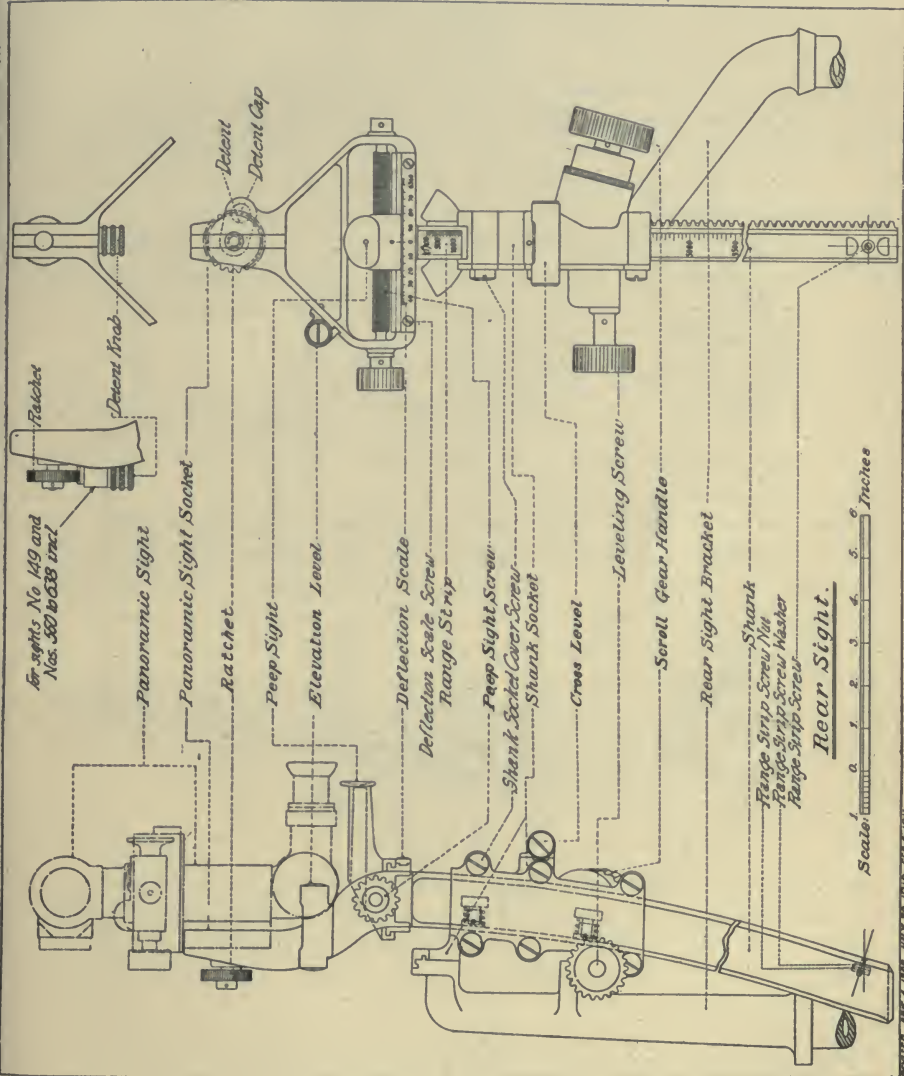 For sights No 149 and
Nos. to 638 incl
Ratchet
Detent Knob
Detent
Detent Cap
Panoramic Sight
Panoramic Sight Socket
Ratchet
Peep Sight
Elevation Level
Deflection Scale
Deflection Scale Screw
Range Strip
Peep Sight Screw
Shank Socket Cover Screw
Shank Socket
Cross Level
Leveling Screw
Scroll Gear Handle
Rear Sight Bracket
Shank
Range Strip Screw Nut
Range Strip Screw Washer
Range Strip Screw
Rear Sight.
Scale 1. 0. 1. 2. 3. 4. 5. 6. Inches